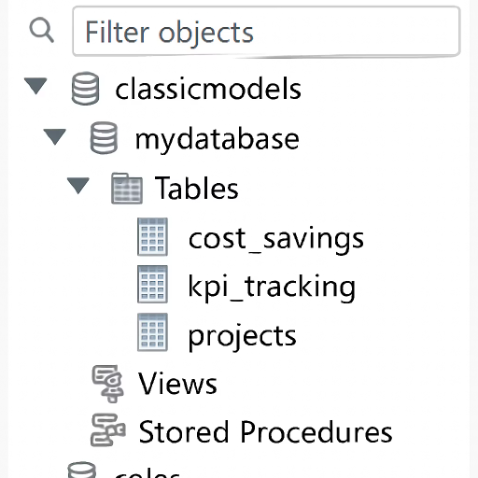 Filter objects
classicmodels
mydatabase
Tables
cost_savings
kpi_tracking
projects
Views
Stored Procedures